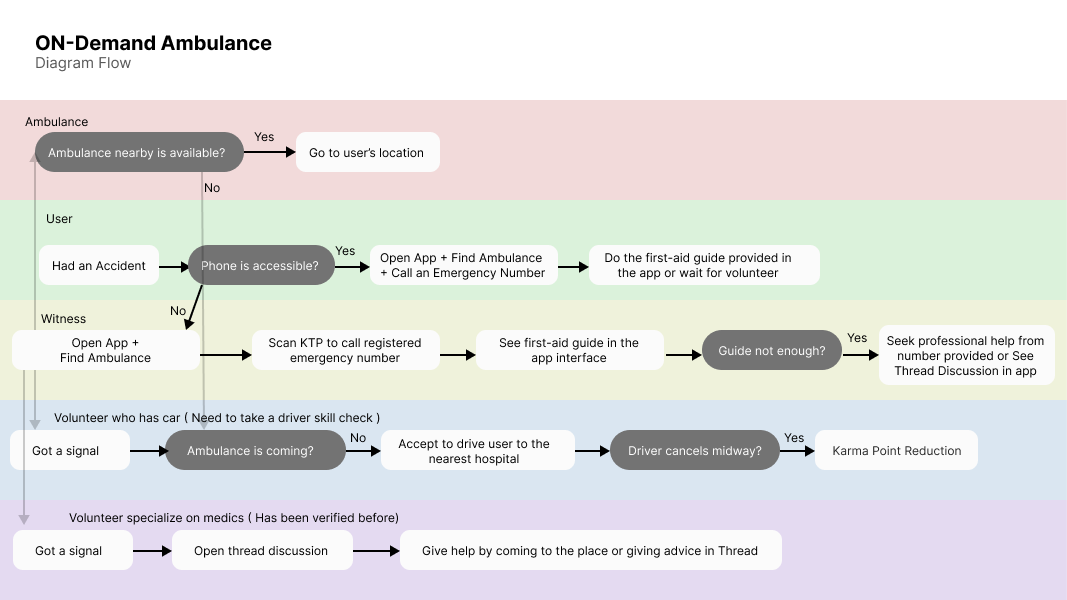 ON-Demand Ambulance
Diagram Flow
Ambulance
Ambulance nearby is available?
Yes
Go to user’s location
No
User
Had an Accident
Phone is accessible?
Yes
Open App + Find Ambulance
+ Call an Emergency Number
Do the first-aid guide provided in
the app or wait for volunteer
No
Witness
Open App +
Find Ambulance
Scan KTP to call registered
emergency number
See first-aid guide in the
app interface
Guide not enough?
Yes
Seek professional help from
number provided or See
Thread Discussion in app
Volunteer who has car ( Need to take a driver skill check )
Got a signal
Ambulance is coming?
No
Accept to drive user to the
nearest hospital
Driver cancels midway?
Yes
Karma Point Reduction
Volunteer specialize on medics ( Has been verified before)
Got a signal
Open thread discussion
Give help by coming to the place or giving advice in Thread